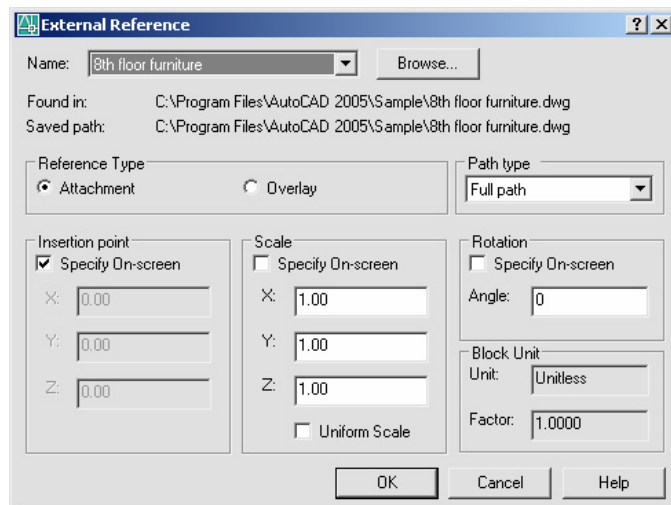 External Reference
Name: 8th floor furniture Browse...
Found in: C:\Program Files\AutoCAD 2005\Sample\8th floor furniture.dwg
Saved path: C:\Program Files\AutoCAD 2005\Sample\8th floor furniture.dwg
Reference Type
Attachment Overlay
Path type
Full path
Insertion point
Specify On-screen
X: 0.00
Y: 0.00
Z: 0.00
Scale
Specify On-screen
X: 1.00
Y: 1.00
Z: 1.00
Uniform Scale
Rotation
Specify On-screen
Angle: 0
Block Unit
Unit: Unitless
Factor: 1.0000
OK Cancel Help